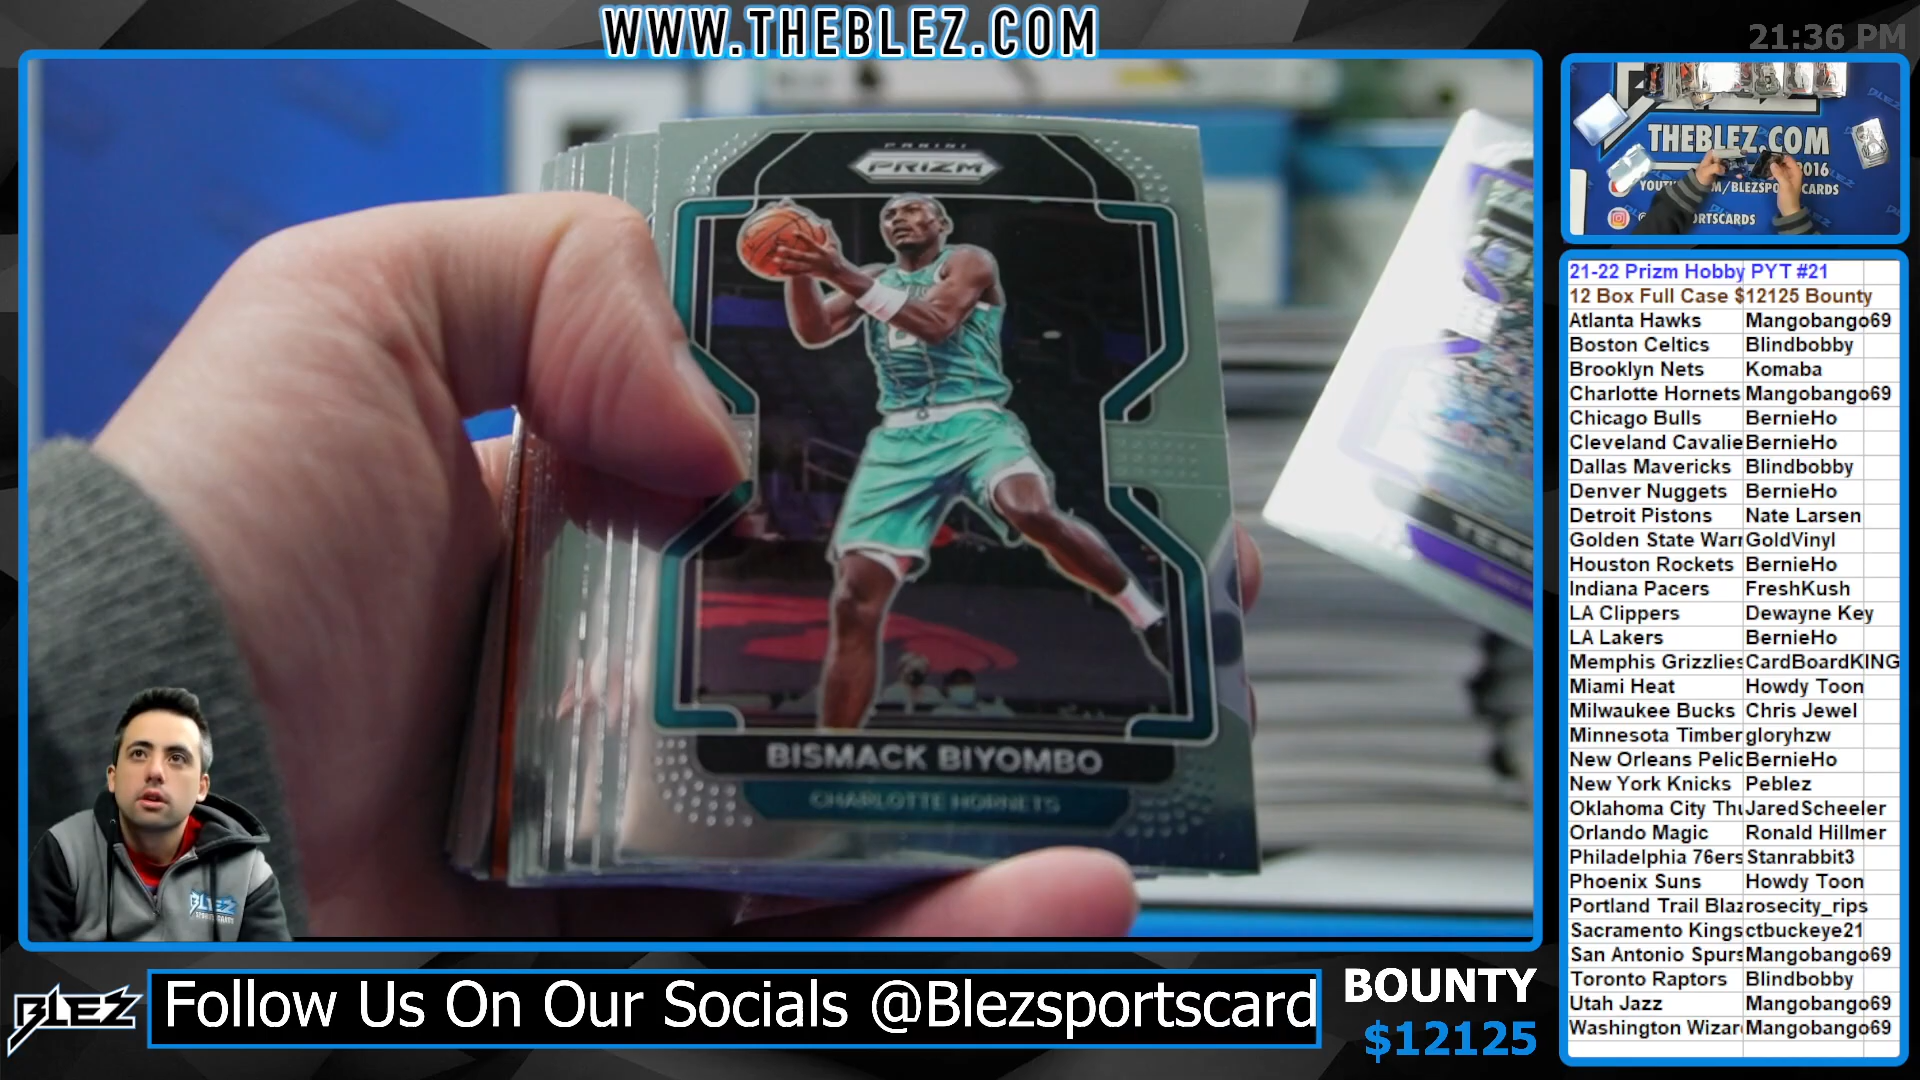 WWW.THEBLEZ.COM
21:36 PM
PANINI
PRIZM
BISMACK BIYOMBO
CHARLOTTE HORNETS
THEBLEZ.COM
2016
CARDS
21-22 Prizm Hobby PYT #21
12 Box Full Case $12125 Bounty
Atlanta Hawks Mangobango69
Boston Celtics Blindbobby
Brooklyn Nets Komaba
Charlotte Hornets Mangobango69
Chicago Bulls BernieHo
Cleveland Cavalie BernieHo
Dallas Mavericks Blindbobby
Denver Nuggets BernieHo
Detroit Pistons Nate Larsen
Golden State Warr GoldVinyl
Houston Rockets BernieHo
Indiana Pacers FreshKush
LA Clippers Dewayne Key
LA Lakers BernieHo
Memphis Grizzlies CardBoardKING
Miami Heat Howdy Toon
Milwaukee Bucks Chris Jewel
Minnesota Timber gloryhzw
New Orleans Pelic BernieHo
New York Knicks Peblez
Oklahoma City Thu JaredScheeler
Orlando Magic Ronald Hillmer
Philadelphia 76ers Stanrabbit3
Phoenix Suns Howdy Toon
Portland Trail Blaz rosecity_rips
Sacramento Kings ctbuckeye21
San Antonio Spurs Mangobango69
Toronto Raptors Blindbobby
Utah Jazz Mangobango69
Washington Wizar Mangobango69
BLEZ
BLEZ
Follow Us On Our Socials @Blezsportscard
BOUNTY
$12125